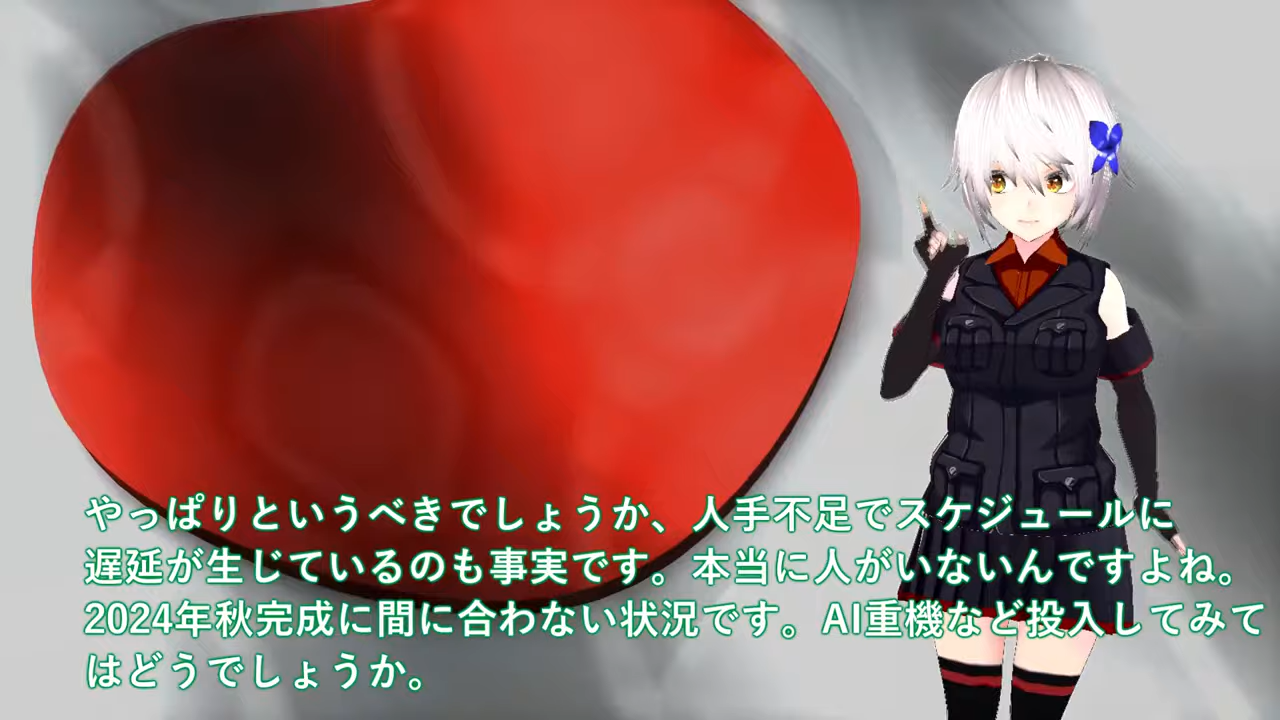 やっぱりというべきでしょうか、人手不足でスケジュールに
遅延が生じているのも事実です。本当に人がいないんですよね。
2024年秋完成に間に合わない状況です。AI重機など投入してみて
はどうでしょうか。